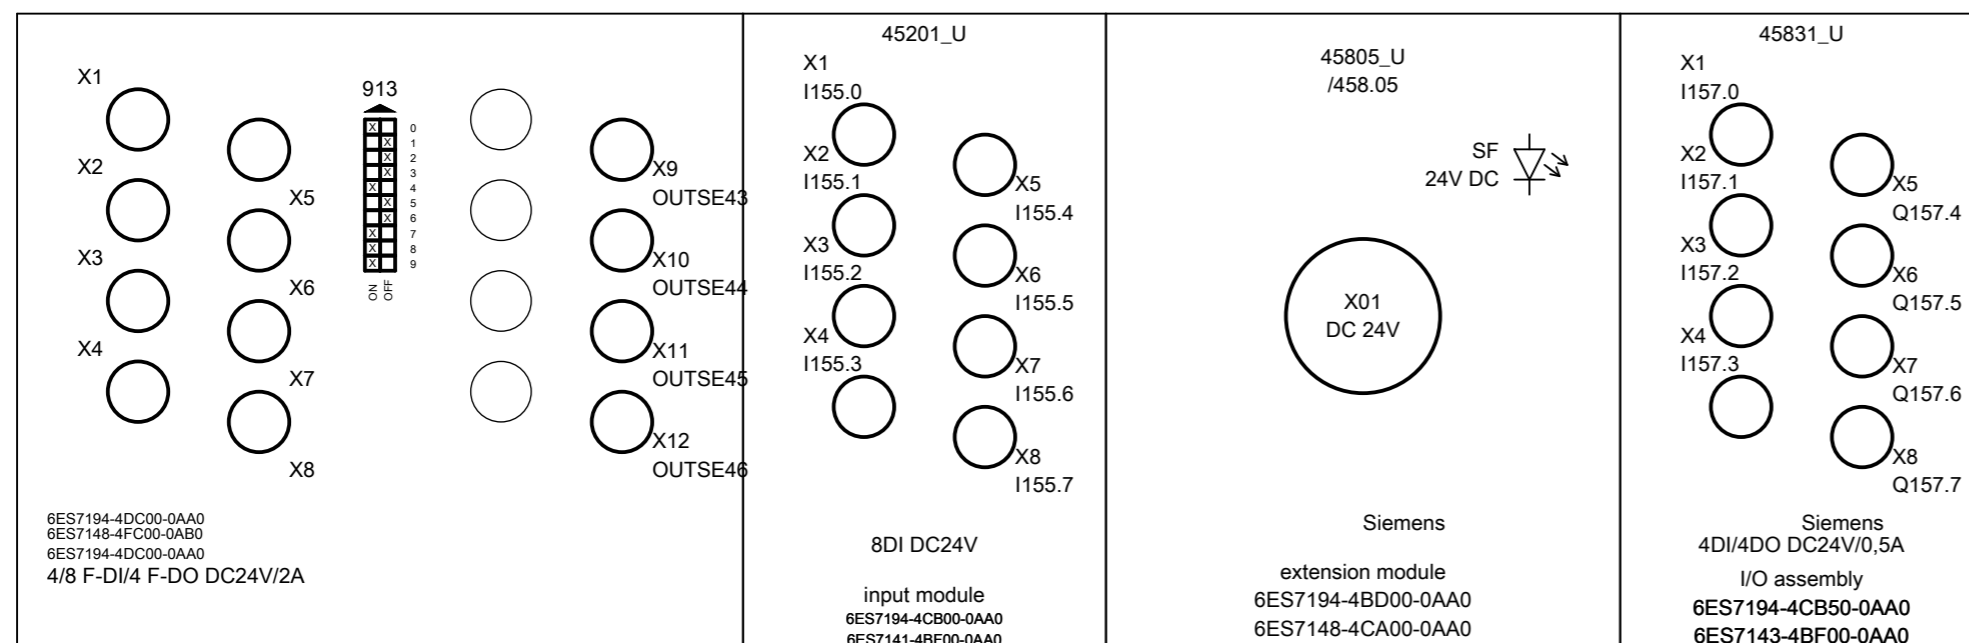 X1
X2
X3
X4
X5
X6
X7
X8
913
X 0
X 1
X 2
X 3
X 4
X 5
X 6
X 7
X 8
X 9
ON OFF
X9
OUTSE43
X10
OUTSE44
X11
OUTSE45
X12
OUTSE46
6ES7194-4DC00-0AA0
6ES7148-4FC00-0AB0
6ES7194-4DC00-0AA0
4/8 F-DI/4 F-DO DC24V/2A
45201_U
X1
I155.0
X2
I155.1
X3
I155.2
X4
I155.3
X5
I155.4
X6
I155.5
X7
I155.6
X8
I155.7
8DI DC24V
input module
6ES7194-4CB00-0AA0
6ES7141-4BF00-0AA0
45805_U
/458.05
SF
24V DC
X01
DC 24V
Siemens
extension module
6ES7194-4BD00-0AA0
6ES7148-4CA00-0AA0
45831_U
X1
I157.0
X2
I157.1
X3
I157.2
X4
I157.3
X5
Q157.4
X6
Q157.5
X7
Q157.6
X8
Q157.7
Siemens
4DI/4DO DC24V/0,5A
I/O assembly
6ES7194-4CB50-0AA0
6ES7143-4BF00-0AA0